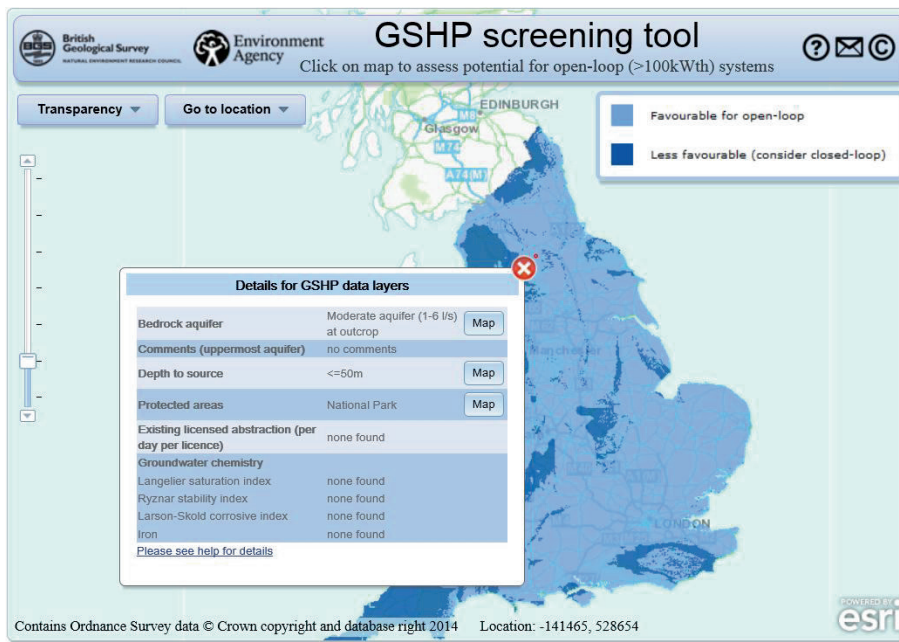 British
Geological Survey
NATURAL ENVIRONMENT RESEARCH COUNCIL
Environment
Agency
GSHP screening tool
Click on map to assess potential for open-loop (>100kWth) systems
Transparency
Go to location
EDINBURGH
M8
Glasgow
M74
A74(M)
Favourable for open-loop
Less favourable (consider closed-loop)
Details for GSHP data layers
Bedrock aquifer Moderate aquifer (1-6 l/s) Map
at outcrop
Comments (uppermost aquifer) no comments
Depth to source <=50m Map
Protected areas National Park Map
Existing licensed abstraction (per
day per licence) none found
Groundwater chemistry
Langelier saturation index none found
Ryznar stability index none found
Larson-Skold corrosive index none found
Iron none found
Please see help for details
Manchester
LONDON
POWERED BY
esri
Contains Ordnance Survey data © Crown copyright and database right 2014 Location: -141465, 528654